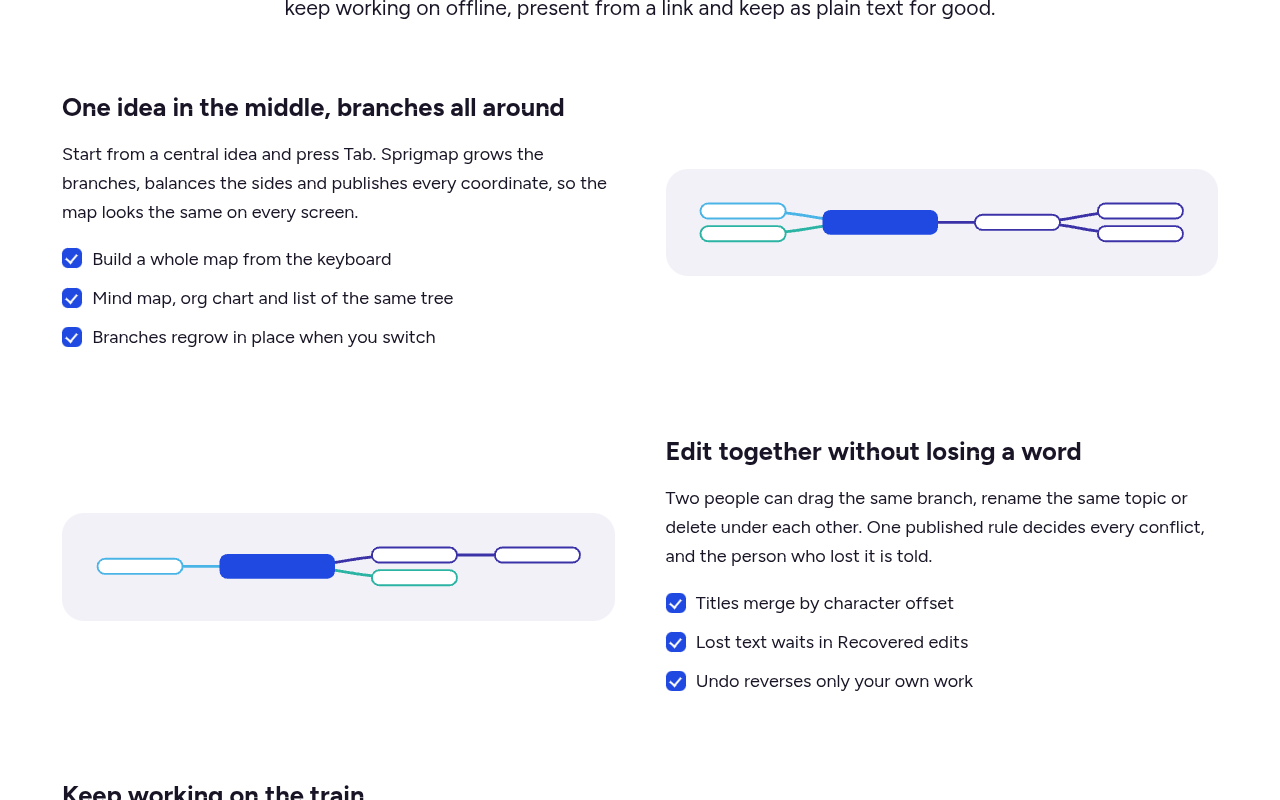 keep working on offline, present from a link and keep as plain text for good.
One idea in the middle, branches all around
Start from a central idea and press Tab. Sprigmap grows the
branches, balances the sides and publishes every coordinate, so the
map looks the same on every screen.
Build a whole map from the keyboard
Mind map, org chart and list of the same tree
Branches regrow in place when you switch
Edit together without losing a word
Two people can drag the same branch, rename the same topic or
delete under each other. One published rule decides every conflict,
and the person who lost it is told.
Titles merge by character offset
Lost text waits in Recovered edits
Undo reverses only your own work
Keep working on the train